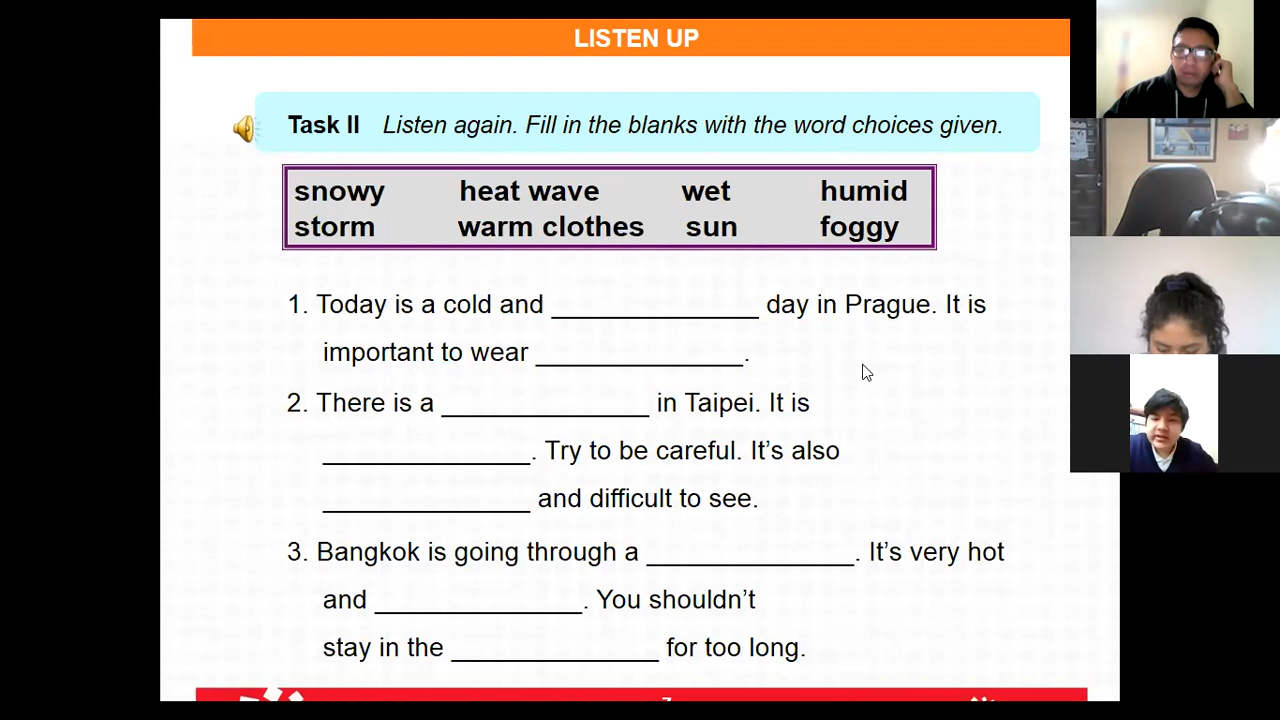 LISTEN UP
Task II Listen again. Fill in the blanks with the word choices given.
snowy heat wave wet humid
storm warm clothes sun foggy
1. Today is a cold and _______________ day in Prague. It is
important to wear _______________.
2. There is a _______________ in Taipei. It is
_______________. Try to be careful. It’s also
_______________ and difficult to see.
3. Bangkok is going through a _______________. It’s very hot
and _______________. You shouldn’t
stay in the _______________ for too long.